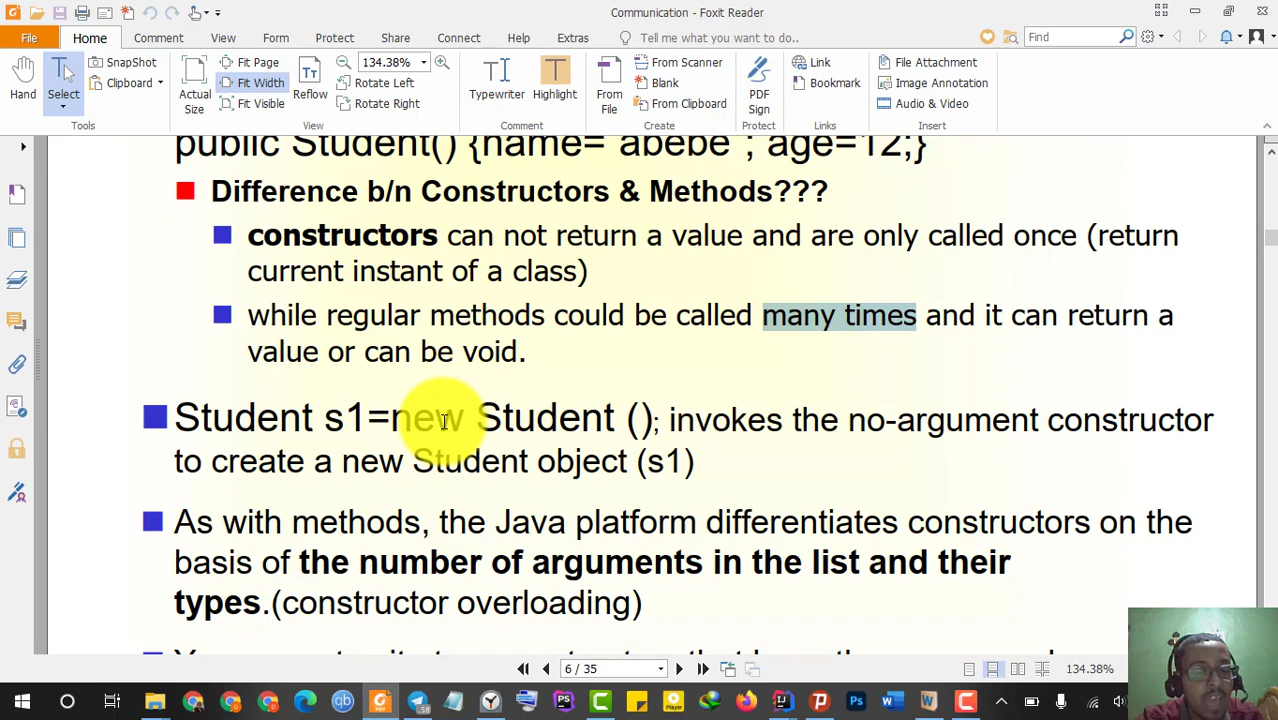 Communication - Foxit Reader
File Home Comment View Form Protect Share Connect Help Extras Tell me what you want to do.. Find
Hand
Select
SnapShot
Clipboard
Actual Size
Fit Page
Fit Width
Fit Visible
Reflow
134.38%
Rotate Left
Rotate Right
Typewriter
Highlight
From File
From Scanner
Blank
From Clipboard
PDF Sign
Link
Bookmark
File Attachment
Image Annotation
Audio & Video
Tools View Comment Create Protect Links Insert
public Student() {name=”abebe”; age=12;}
Difference b/n Constructors & Methods???
constructors can not return a value and are only called once (return
current instant of a class)
while regular methods could be called many times and it can return a
value or can be void.
Student s1=new Student (); invokes the no-argument constructor
to create a new Student object (s1)
As with methods, the Java platform differentiates constructors on the
basis of the number of arguments in the list and their
types.(constructor overloading)
6 / 35
134.38%